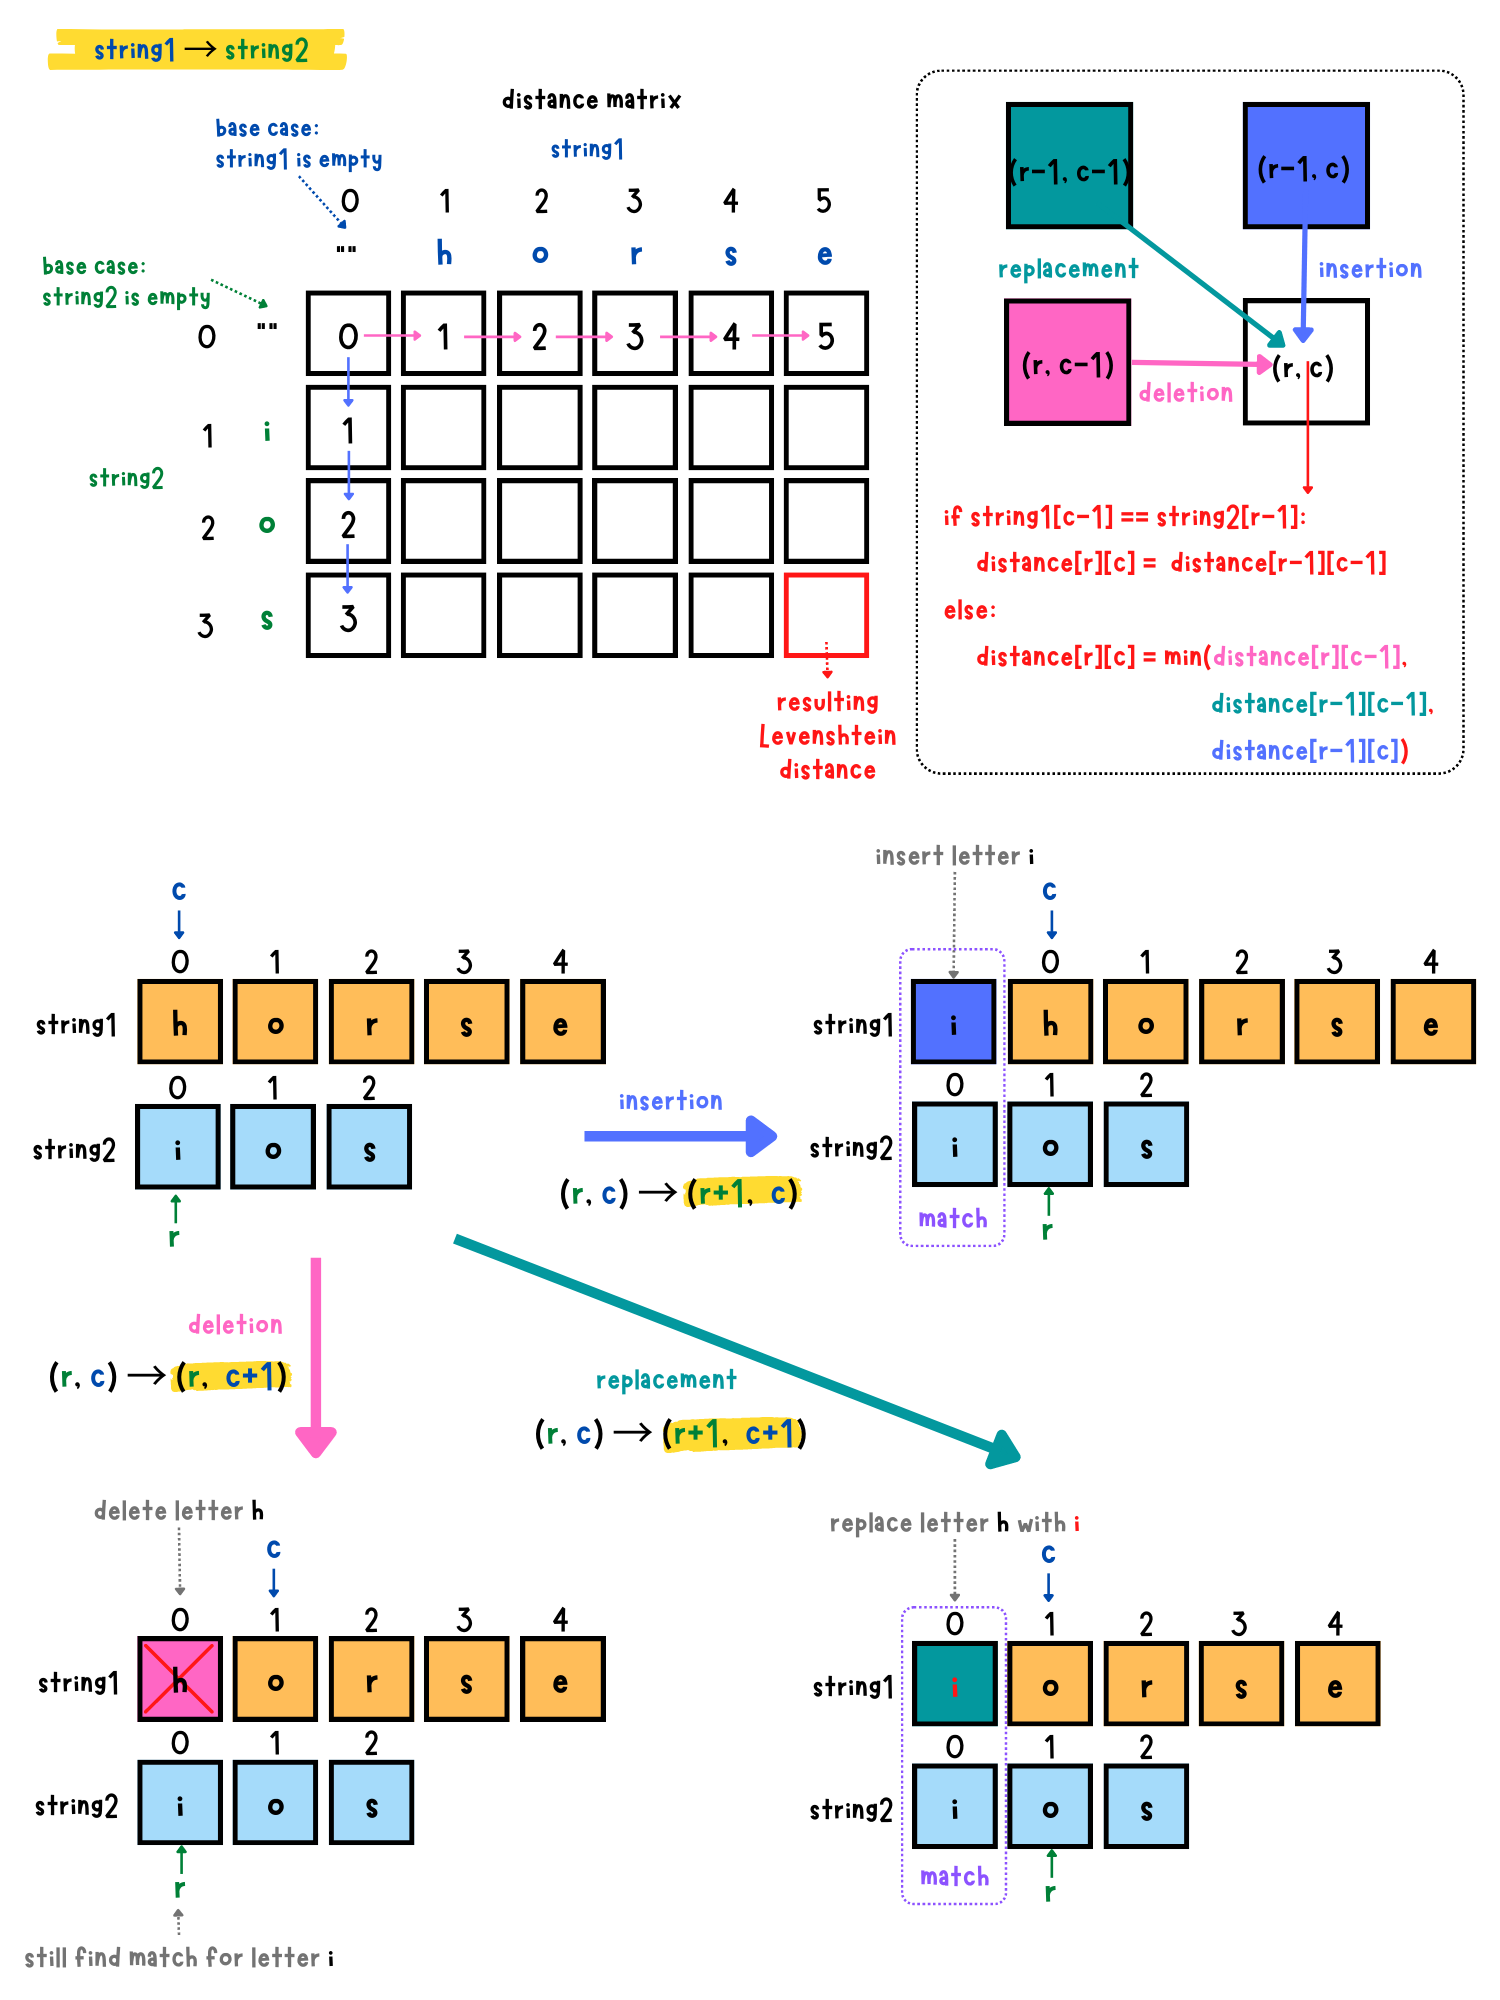 string1 → string2
distance matrix
base case:
string1 is empty
string1
0 1 2 3 4 5
"" h o r s e
base case:
string2 is empty
0 "" 0 1 2 3 4 5
1 i 1
string2
2 o 2
3 s 3
resulting
Levenshtein
distance
(r-1, c-1) (r-1, c)
replacement insertion
(r, c-1) (r, c)
deletion
if string1[c-1] == string2[r-1]:
distance[r][c] = distance[r-1][c-1]
else:
distance[r][c] = min(distance[r][c-1],
distance[r-1][c-1],
distance[r-1][c])
c
0 1 2 3 4
string1 h o r s e
0 1 2
string2 i o s
r
insertion
(r, c) → (r+1, c)
insert letter i
c
0 1 2 3 4
string1 i h o r s e
0 1 2
string2 i o s
match
r
deletion
(r, c) → (r, c+1)
replacement
(r, c) → (r+1, c+1)
delete letter h
c
0 1 2 3 4
string1 h o r s e
0 1 2
string2 i o s
r
still find match for letter i
replace letter h with i
c
0 1 2 3 4
string1 i o r s e
0 1 2
string2 i o s
match
r